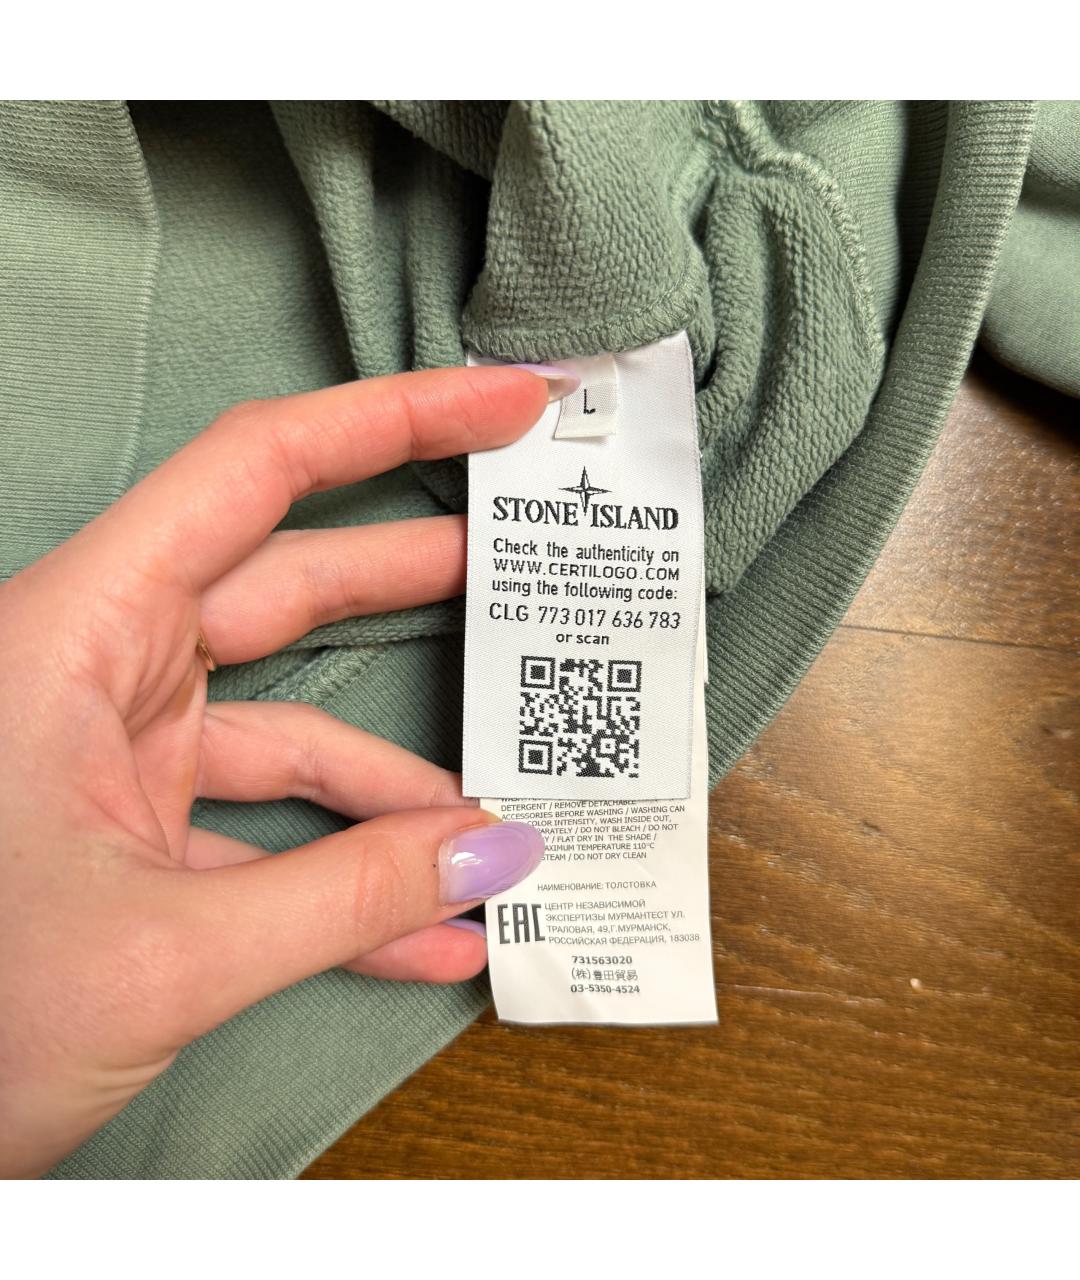 L
STONE ISLAND
Check the authenticity on
WWW.CERTILOGO.COM
using the following code:
CLG 773 017 636 783
or scan
DETERGENT / REMOVE DETACHABLE
ACCESSORIES BEFORE WASHING / WASHING CAN
COLOR INTENSITY, WASH INSIDE OUT,
/ DO NOT BLEACH / DO NOT
/ FLAT DRY IN THE SHADE /
TEMPERATURE 110°C
STEAM / DO NOT DRY CLEAN
НАИМЕНОВАНИЕ: ТОЛСТОВКА
EAC
ЦЕНТР НЕЗАВИСИМОЙ
ЭКСПЕРТИЗЫ МУРМАНТЕСТ УЛ.
ТРАЛОВАЯ, 49,Г.МУРМАНСК,
РОССИЙСКАЯ ФЕДЕРАЦИЯ, 183038
731563020
(株) 豊田貿易
03-5350-4524